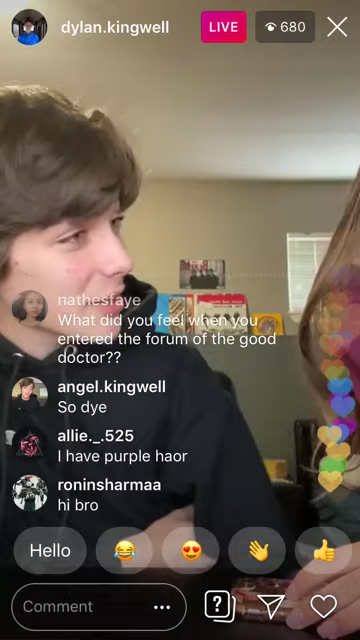 dylan.kingwell
LIVE
680
nathesfaye
What did you feel when you
entered the forum of the good
doctor??
angel.kingwell
So dye
allie._.525
I have purple haor
roninsharmaa
hi bro
Hello
Comment